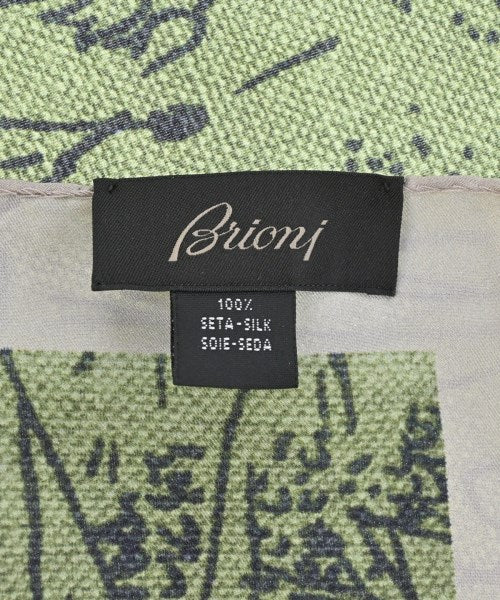 Brioni
100%
SETA-SILK
SOIE-SEDA